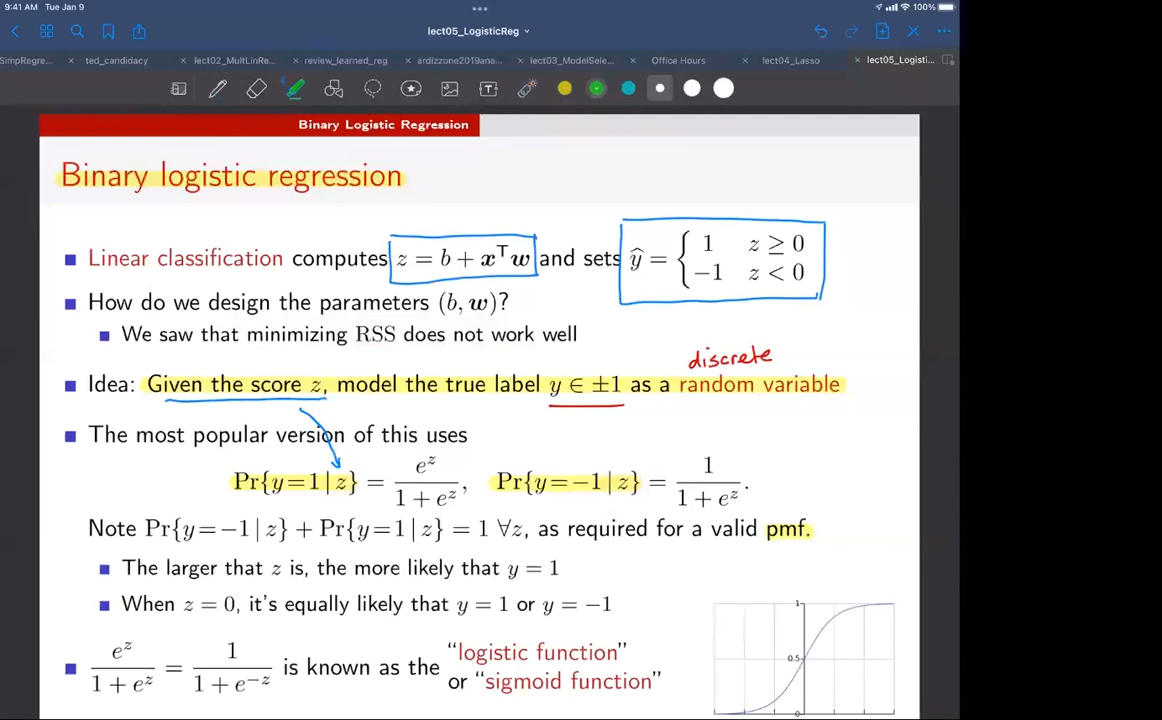 9:41 AM Tue Jan 9
100%
lect05_LogisticReg
SimpRegre...
ted_candidacy
lect02_MultLinRe...
review_learned_reg
ardizzone2019ana...
lect03_ModelSele...
Office Hours
lect04_Lasso
lect05_Logisti...
Binary Logistic Regression
Binary logistic regression
Linear classification computes z = b + xᵀw and sets ŷ = { 1 z ≥ 0
−1 z < 0
How do we design the parameters (b, w)?
We saw that minimizing RSS does not work well
discrete
Idea: Given the score z, model the true label y ∈ ±1 as a random variable
The most popular version of this uses
Pr{y=1 | z} = e^z / (1 + e^z), Pr{y=−1 | z} = 1 / (1 + e^z).
Note Pr{y=−1 | z} + Pr{y=1 | z} = 1 ∀z, as required for a valid pmf.
The larger that z is, the more likely that y = 1
When z = 0, it's equally likely that y = 1 or y = −1
e^z / (1 + e^z) = 1 / (1 + e^−z) is known as the "logistic function"
or "sigmoid function"
1
0.5
0